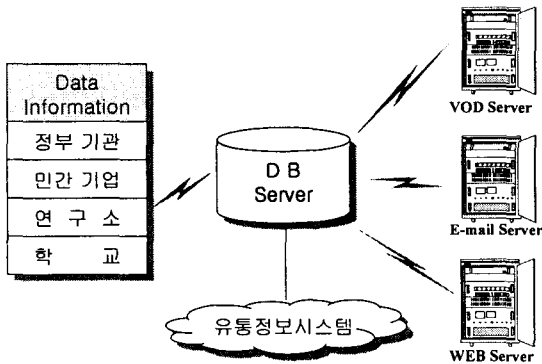 Data
Information
정부 기관
민간 기업
연 구 소
학 교
D B
Server
유통정보시스템
VOD Server
E-mail Server
WEB Server